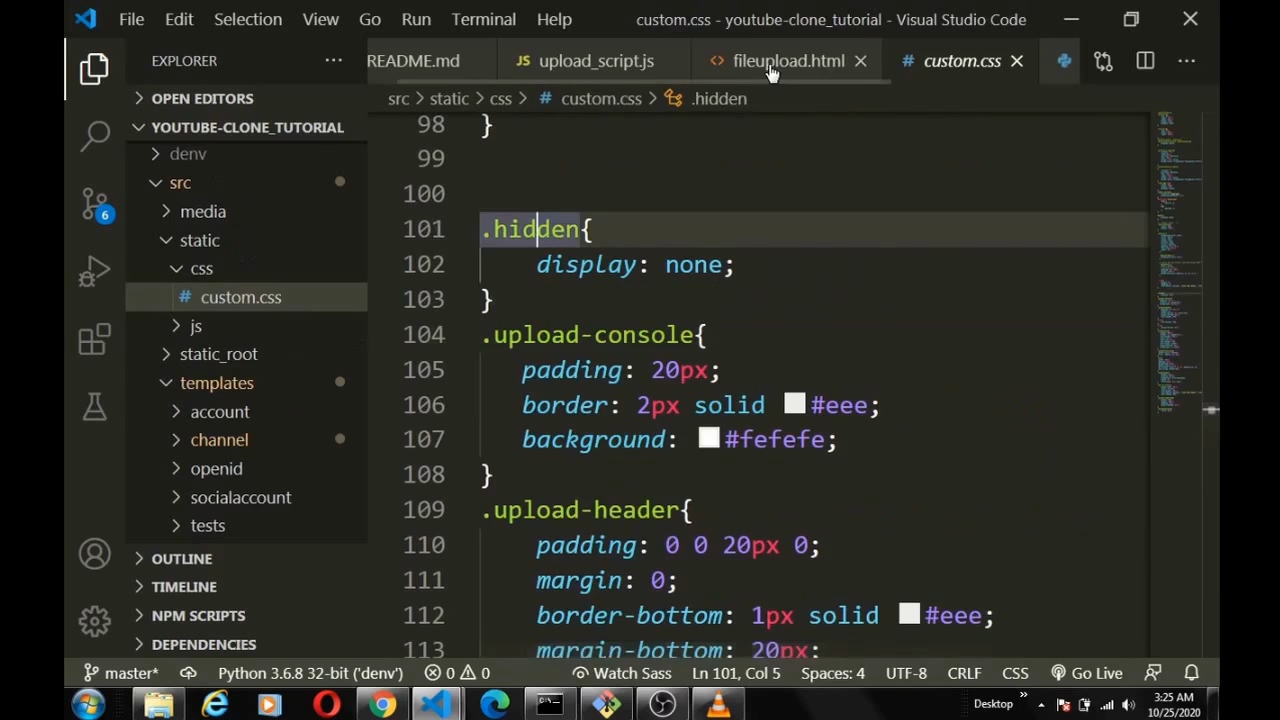 File Edit Selection View Go Run Terminal Help custom.css - youtube-clone_tutorial - Visual Studio Code
EXPLORER ... README.md JS upload_script.js <> fileupload.html # custom.css ...
OPEN EDITORS
src > static > css > # custom.css > .hidden
YOUTUBE-CLONE_TUTORIAL
denv
src
media
static
css
# custom.css
js
static_root
templates
account
channel
openid
socialaccount
tests
OUTLINE
TIMELINE
NPM SCRIPTS
DEPENDENCIES
6
98 }
99
100
101 .hidden{
102 display: none;
103 }
104 .upload-console{
105 padding: 20px;
106 border: 2px solid #eee;
107 background: #fefefe;
108 }
109 .upload-header{
110 padding: 0 0 20px 0;
111 margin: 0;
112 border-bottom: 1px solid #eee;
113 margin-bottom: 20px;
master* Python 3.6.8 32-bit ('denv') 0 0 Watch Sass Ln 101, Col 5 Spaces: 4 UTF-8 CRLF CSS Go Live
Desktop » 3:25 AM
10/25/2020